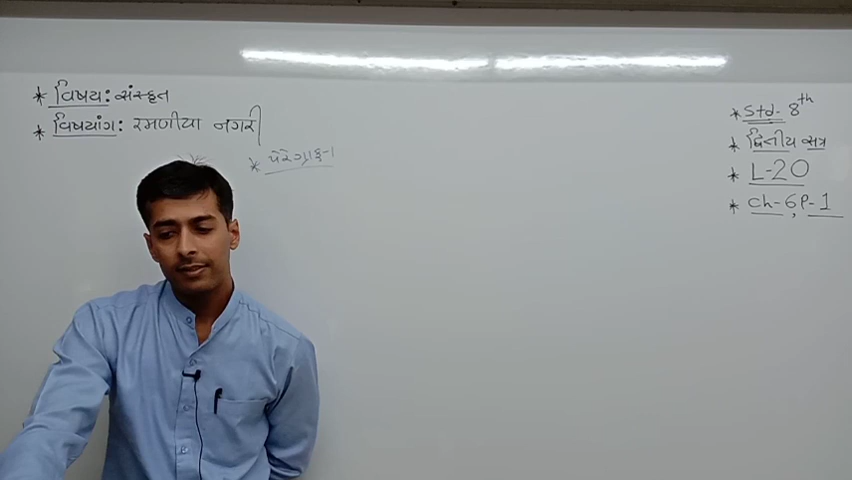 * વિષય: સંસ્કૃત
* વિષયાંગ: રમણીયા નગરી
* પેરેગ્રાફ-1
* Std- 8th
* દ્વિતીય સત્ર
* L-20
* Ch-6, P-1